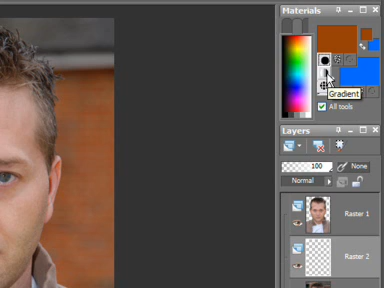 Materials
Gradient
All tools
Layers
100
None
Normal
Raster 1
Raster 2